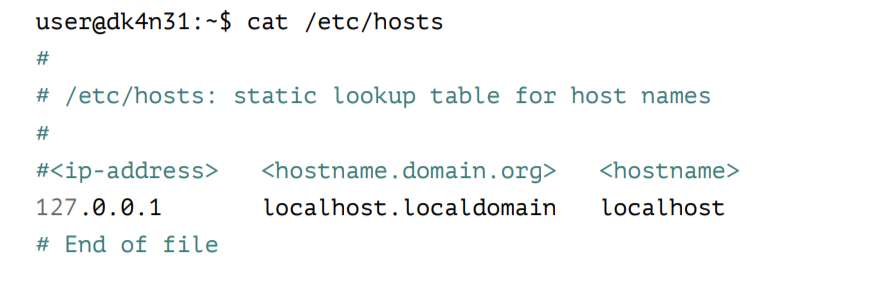 user@dk4n31:~$ cat /etc/hosts
#
# /etc/hosts: static lookup table for host names
#
#<ip-address>   <hostname.domain.org>   <hostname>
127.0.0.1       localhost.localdomain   localhost
# End of file